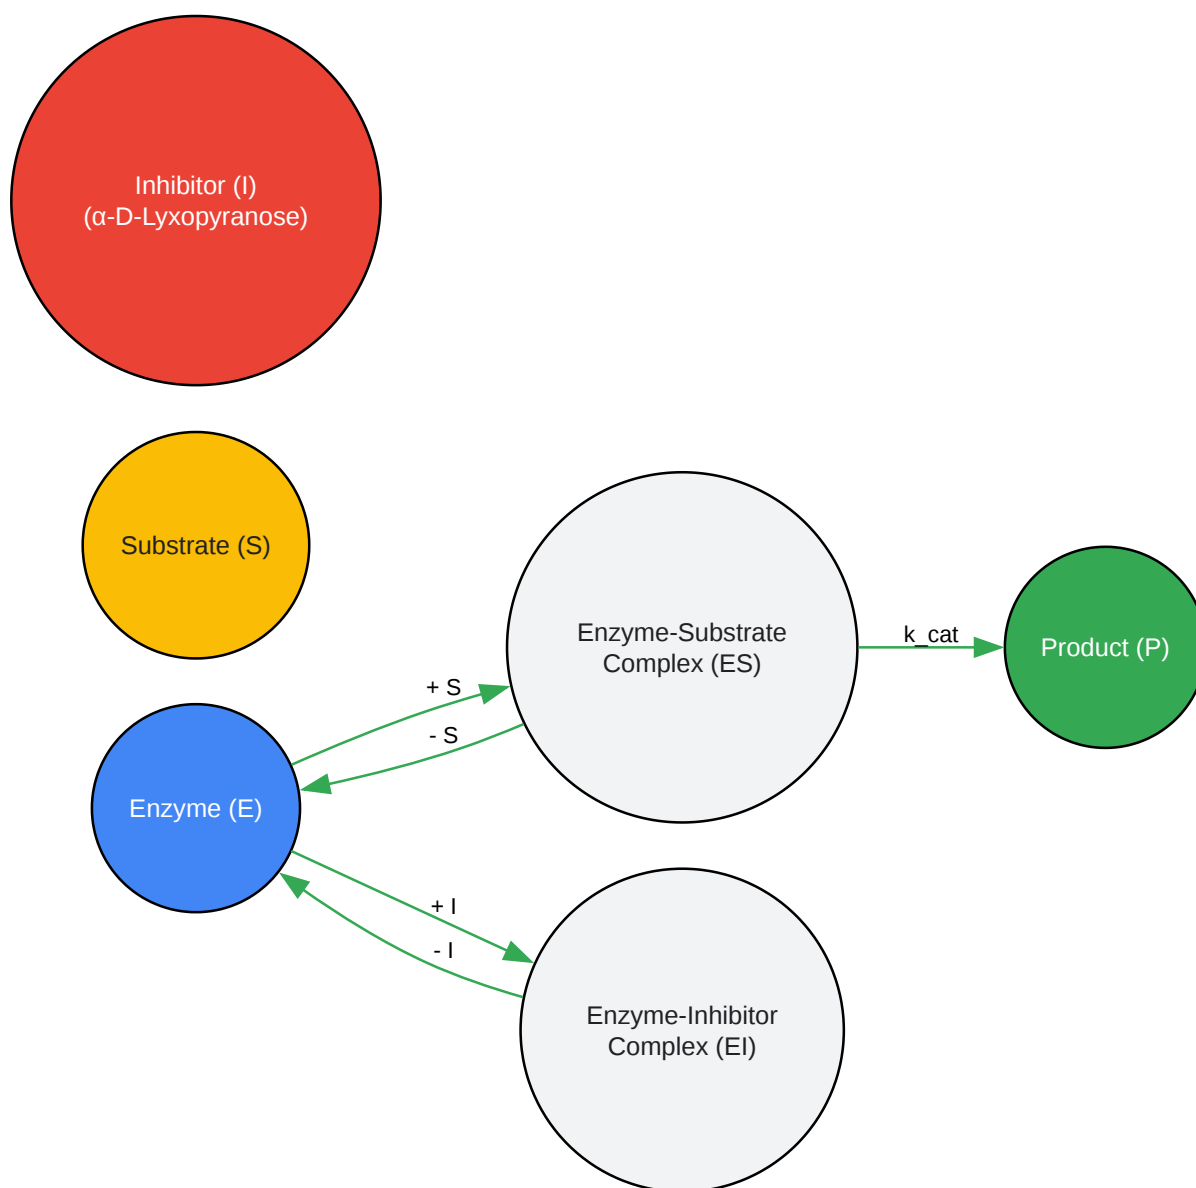 Inhibitor (I)
(α-D-Lyxopyranose)
Substrate (S)
Enzyme-Substrate
Complex (ES)
k_cat
Product (P)
+ S
- S
Enzyme (E)
+ I
- I
Enzyme-Inhibitor
Complex (EI)